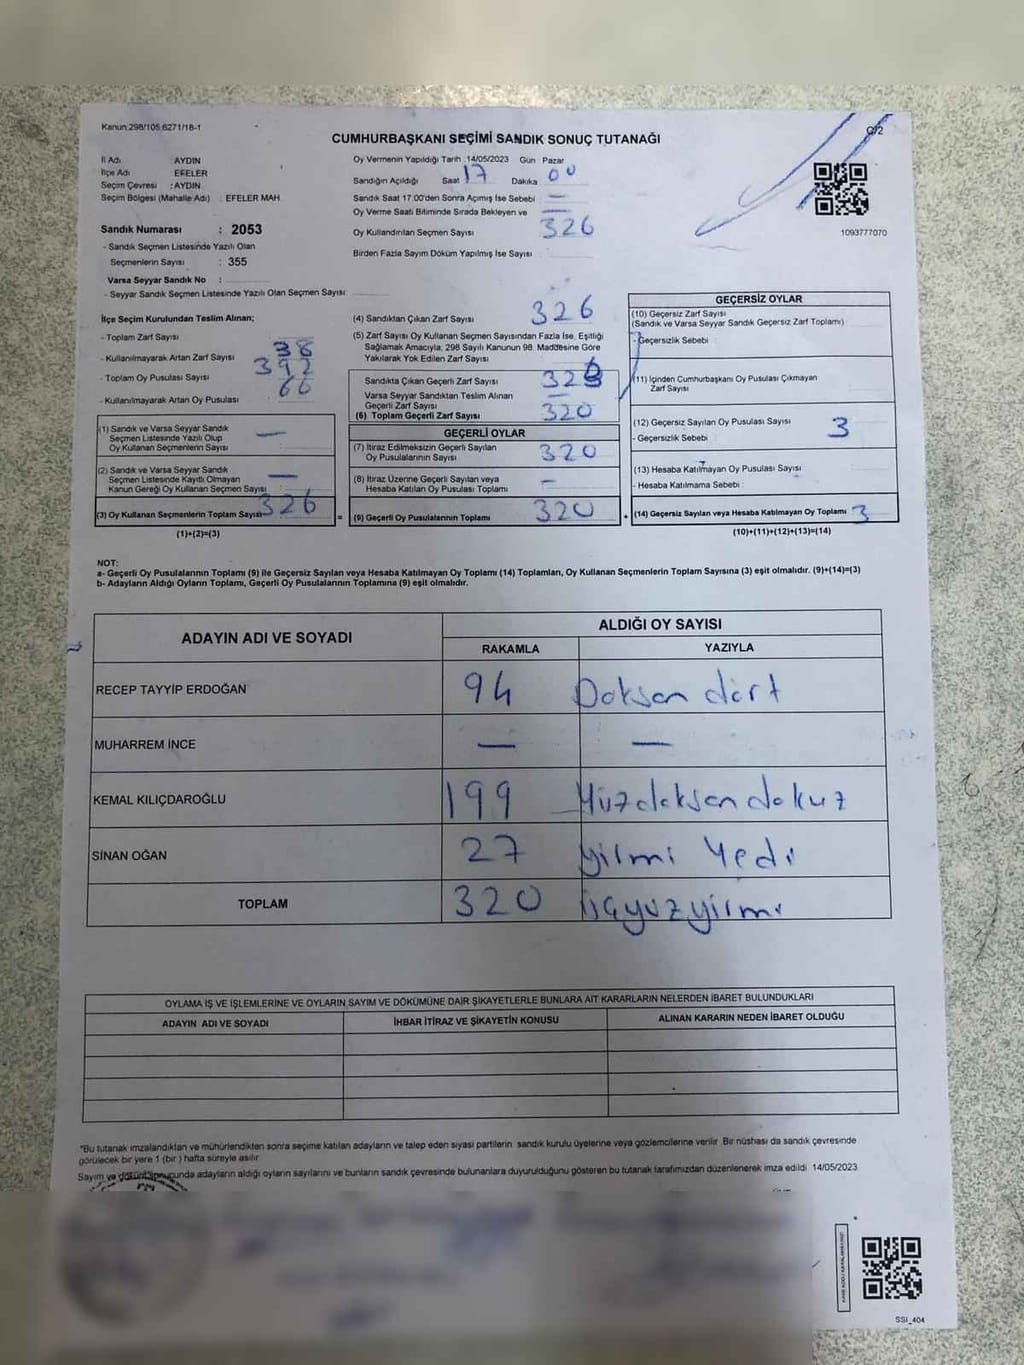 Kanun:298/105,6271/18-1
C/2
CUMHURBAŞKANI SEÇİMİ SANDIK SONUÇ TUTANAĞI
İl Adı AYDIN
İlçe Adı EFELER
Seçim Çevresi : AYDIN
Seçim Bölgesi (Mahalle Adı) : EFELER MAH
Sandık Numarası : 2053
- Sandık Seçmen Listesinde Yazılı Olan
Seçmenlerin Sayısı : 355
Varsa Seyyar Sandık No :
- Seyyar Sandık Seçmen Listesinde Yazılı Olan Seçmen Sayısı:
Oy Vermenin Yapıldığı Tarih 14/05/2023 Gün Pazar
Sandığın Açıldığı Saat 17 Dakika 00
Sandık Saat 17.00'den Sonra Açımış İse Sebebi —
Oy Verme Saati Bitiminde Sırada Bekleyen ve —
Oy Kullandırılan Seçmen Sayısı 326
Birden Fazla Sayım Döküm Yapılmış İse Sayısı
1093777070
İlçe Seçim Kurulundan Teslim Alınan;
- Toplam Zarf Sayısı
- Kullanılmayarak Artan Zarf Sayısı 38
- Toplam Oy Pusulası Sayısı 392
- Kullanılmayarak Artan Oy Pusulası 66
(1) Sandık ve Varsa Seyyar Sandık
Seçmen Listesinde Yazılı Olup
Oy Kullanan Seçmenlerin Sayısı —
(2) Sandık ve Varsa Seyyar Sandık
Seçmen Listesinde Kayıtlı Olmayan
Kanun Gereği Oy Kullanan Seçmen Sayısı —
(3) Oy Kullanan Seçmenlerin Toplam Sayısı 326
(1)+(2)=(3)
(4) Sandıktan Çıkan Zarf Sayısı 326
(5) Zarf Sayısı Oy Kullanan Seçmen Sayısından Fazla İse, Eşitliği
Sağlamak Amacıyla; 298 Sayılı Kanunun 98. Maddesine Göre
Yakılarak Yok Edilen Zarf Sayısı
Sandıkta Çıkan Geçerli Zarf Sayısı
Varsa Seyyar Sandıktan Teslim Alınan
Geçerli Zarf Sayısı —
(6) Toplam Geçerli Zarf Sayısı 320
GEÇERLİ OYLAR
(7) İtiraz Edilmeksizin Geçerli Sayılan
Oy Pusulalarının Sayısı 320
(8) İtiraz Üzerine Geçerli Sayılan veya
Hesaba Katılan Oy Pusulası Toplamı —
= (9) Geçerli Oy Pusulalarının Toplamı 320 +
GEÇERSİZ OYLAR
(10) Geçersiz Zarf Sayısı
(Sandık ve Varsa Seyyar Sandık Geçersiz Zarf Toplamı)
- Geçersizlik Sebebi
(11) İçinden Cumhurbaşkanı Oy Pusulası Çıkmayan
Zarf Sayısı
(12) Geçersiz Sayılan Oy Pusulası Sayısı 3
- Geçersizlik Sebebi
(13) Hesaba Katılmayan Oy Pusulası Sayısı
- Hesaba Katılmama Sebebi :
(14) Geçersiz Sayılan veya Hesaba Katılmayan Oy Toplamı 3
(10)+(11)+(12)+(13)=(14)
NOT:
a- Geçerli Oy Pusulalarının Toplamı (9) ile Geçersiz Sayılan veya Hesaba Katılmayan Oy Toplamı (14) Toplamları, Oy Kullanan Seçmenlerin Toplam Sayısına (3) eşit olmalıdır. (9)+(14)=(3)
b- Adayların Aldığı Oyların Toplamı, Geçerli Oy Pusulalarının Toplamına (9) eşit olmalıdır.
ADAYIN ADI VE SOYADI ALDIĞI OY SAYISI
RAKAMLA YAZIYLA
RECEP TAYYİP ERDOĞAN 94 Doksan dört
MUHARREM İNCE — —
KEMAL KILIÇDAROĞLU 199 Yüzdoksan dokuz
SİNAN OĞAN 27 yilmi Yedi
TOPLAM 320 üçyüzyilmi
OYLAMA İŞ VE İŞLEMLERİNE VE OYLARIN SAYIM VE DÖKÜMÜNE DAİR ŞİKAYETLERLE BUNLARA AİT KARARLARIN NELERDEN İBARET BULUNDUKLARI
ADAYIN ADI VE SOYADI İHBAR İTİRAZ VE ŞİKAYETİN KONUSU ALINAN KARARIN NEDEN İBARET OLDUĞU
*Bu tutanak imzalandıktan ve mühürlendikten sonra seçime katılan adayların ve talep eden siyasi partilerin sandık kurulu üyelerine veya gözlemcilerine verilir. Bir nüshası da sandık çevresinde
görülecek bir yere 1 (bir) hafta süreyle asılır.
Sayım ve dökümü sonucunda adayların aldığı oyların sayılarını ve bunların sandık çevresinde bulunanlara duyurulduğunu gösteren bu tutanak tarafımızdan düzenlenerek imza edildi 14/05/2023
SSI_404